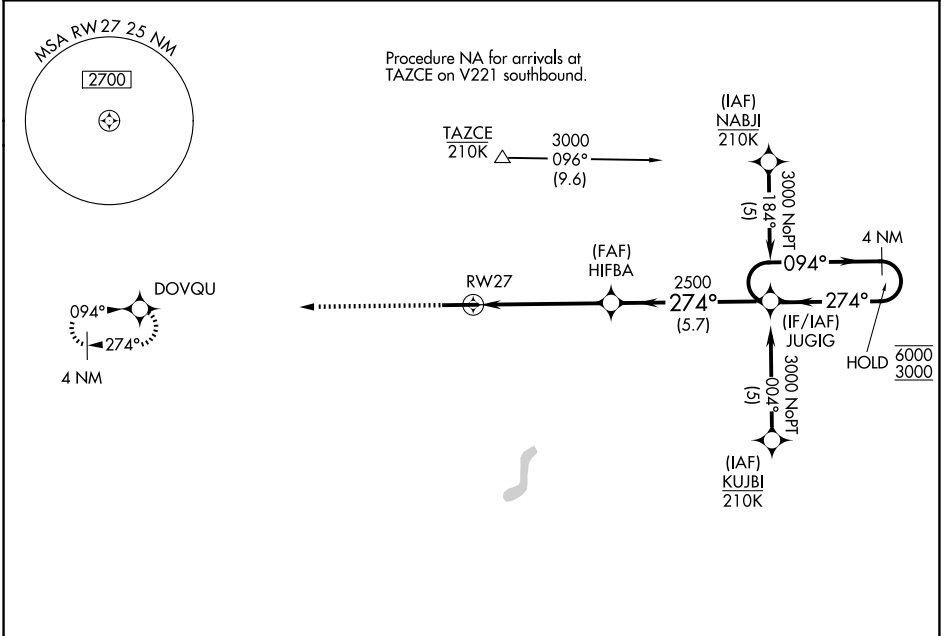 MSA RW27 25 NM
2700
Procedure NA for arrivals at
TAZCE on V221 southbound.
TAZCE
210K
3000
096°
(9.6)
(IAF)
NABJI
210K
3000 NoPT
184°
(5)
4 NM
094°
(FAF)
HIFBA
RW27
2500
274°
(5.7)
274°
(IF/IAF)
JUGIG
HOLD
6000
3000
DOVQU
094°
274°
4 NM
3000 NoPT
004°
(5)
(IAF)
KUJBI
210K